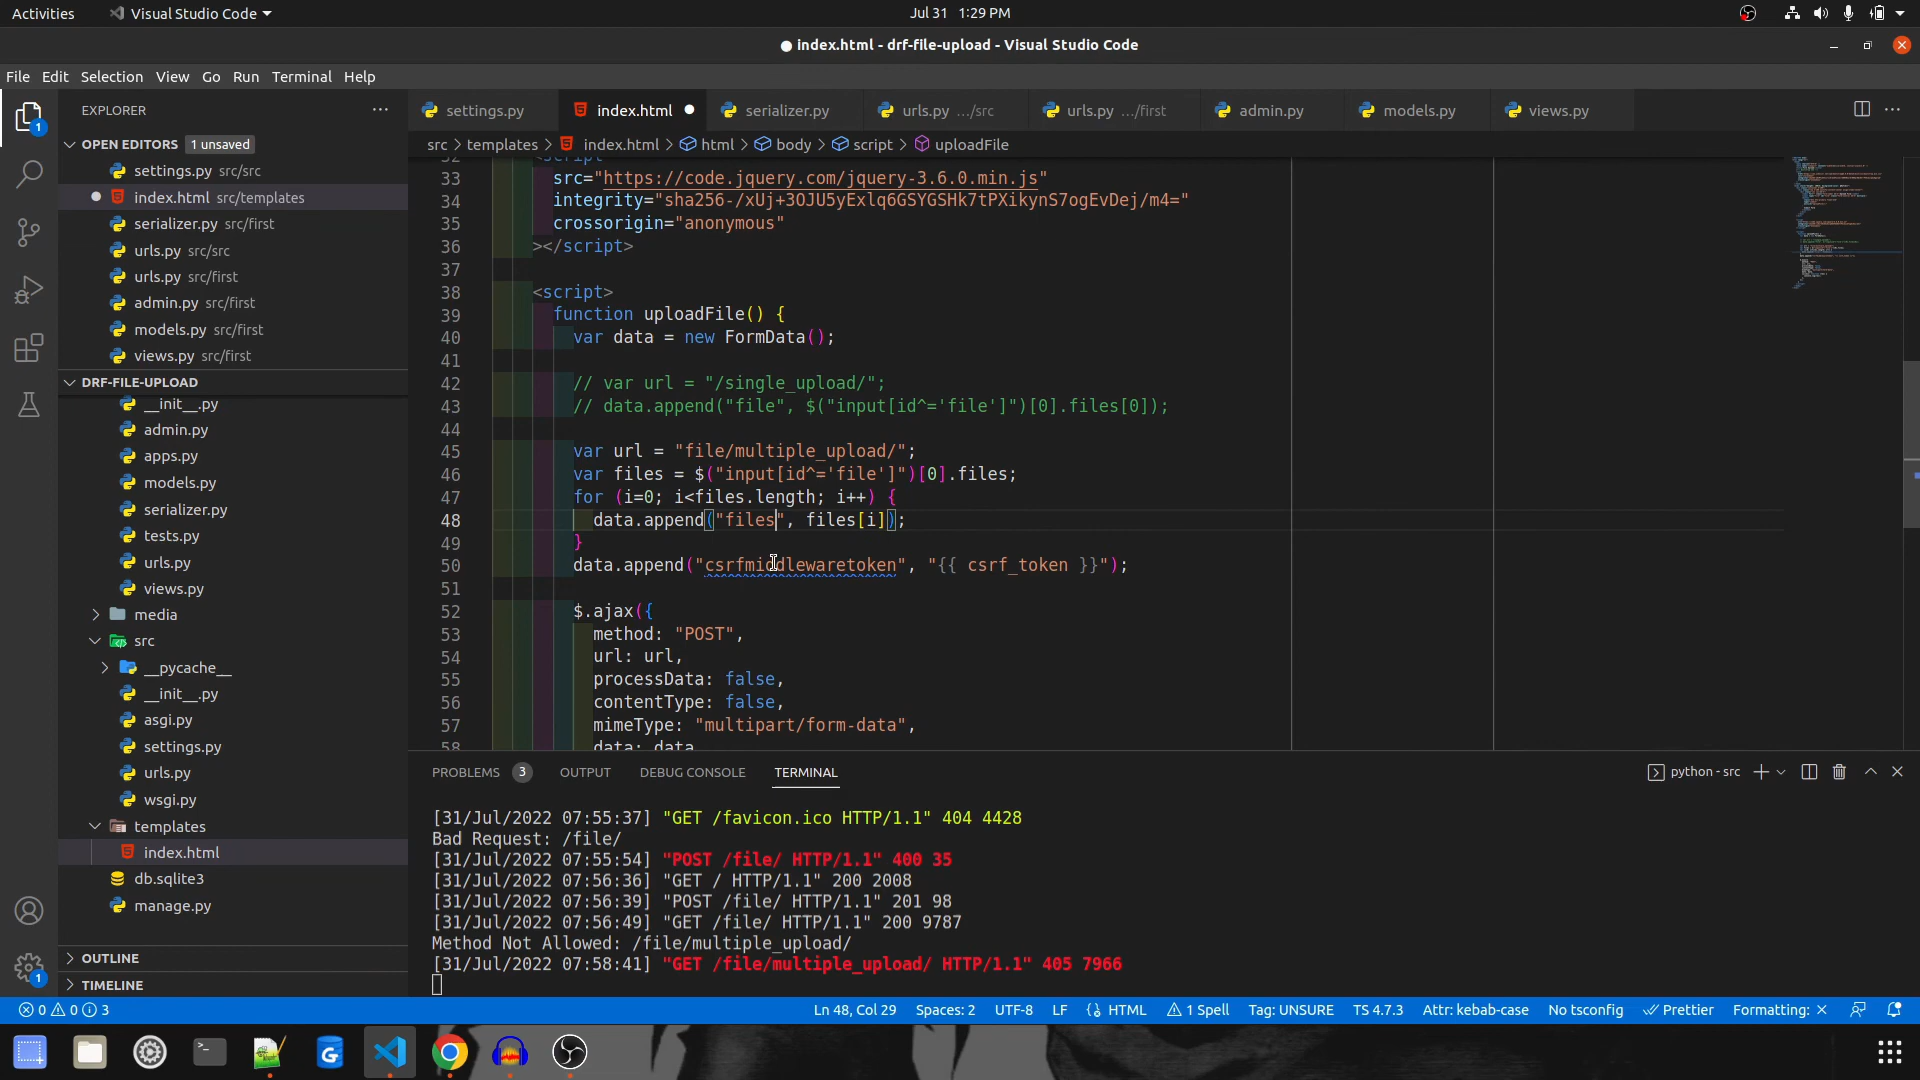 Activities
Visual Studio Code
Jul 31 1:29 PM
● index.html - drf-file-upload - Visual Studio Code
File Edit Selection View Go Run Terminal Help
EXPLORER
settings.py
index.html
serializer.py
urls.py .../src
urls.py .../first
admin.py
models.py
views.py
src > templates > index.html > html > body > script > uploadFile
OPEN EDITORS 1 unsaved
settings.py src/src
index.html src/templates
serializer.py src/first
urls.py src/src
urls.py src/first
admin.py src/first
models.py src/first
views.py src/first
DRF-FILE-UPLOAD
__init__.py
admin.py
apps.py
models.py
serializer.py
tests.py
urls.py
views.py
media
src
__pycache__
__init__.py
asgi.py
settings.py
urls.py
wsgi.py
templates
index.html
db.sqlite3
manage.py
OUTLINE
TIMELINE
1
1
32 <script
33 src="https://code.jquery.com/jquery-3.6.0.min.js"
34 integrity="sha256-/xUj+3OJU5yExlq6GSYGSHk7tPXikynS7ogEvDej/m4="
35 crossorigin="anonymous"
36 ></script>
37
38 <script>
39 function uploadFile() {
40 var data = new FormData();
41
42 // var url = "/single_upload/";
43 // data.append("file", $("input[id^='file']")[0].files[0]);
44
45 var url = "file/multiple_upload/";
46 var files = $("input[id^='file']")[0].files;
47 for (i=0; i<files.length; i++) {
48 data.append("files", files[i]);
49 }
50 data.append("csrfmiddlewaretoken", "{{ csrf_token }}");
51
52 $.ajax({
53 method: "POST",
54 url: url,
55 processData: false,
56 contentType: false,
57 mimeType: "multipart/form-data",
58 data: data
PROBLEMS 3 OUTPUT DEBUG CONSOLE TERMINAL
python - src
[31/Jul/2022 07:55:37] "GET /favicon.ico HTTP/1.1" 404 4428
Bad Request: /file/
[31/Jul/2022 07:55:54] "POST /file/ HTTP/1.1" 400 35
[31/Jul/2022 07:56:36] "GET / HTTP/1.1" 200 2008
[31/Jul/2022 07:56:39] "POST /file/ HTTP/1.1" 201 98
[31/Jul/2022 07:56:49] "GET /file/ HTTP/1.1" 200 9787
Method Not Allowed: /file/multiple_upload/
[31/Jul/2022 07:58:41] "GET /file/multiple_upload/ HTTP/1.1" 405 7966
0 0 3
Ln 48, Col 29 Spaces: 2 UTF-8 LF {} HTML 1 Spell Tag: UNSURE TS 4.7.3 Attr: kebab-case No tsconfig Prettier Formatting: ×